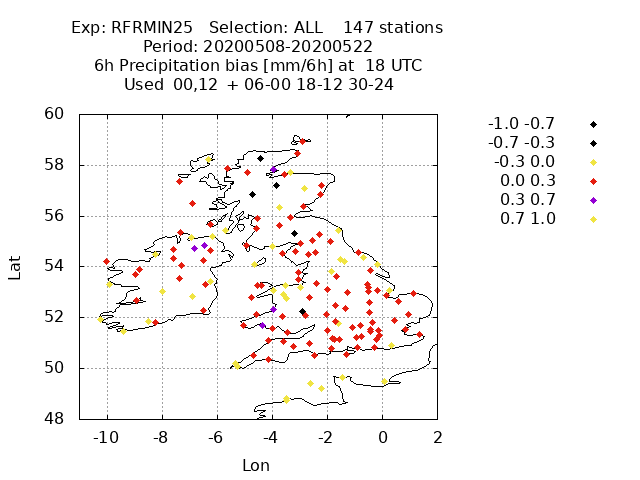 Exp: RFRMIN25 Selection: ALL 147 stations
Period: 20200508-20200522
6h Precipitation bias [mm/6h] at 18 UTC
Used 00,12 + 06-00 18-12 30-24
60
58
56
54
52
50
48
Lat
-10 -8 -6 -4 -2 0 2
Lon
-1.0 -0.7
-0.7 -0.3
-0.3 0.0
0.0 0.3
0.3 0.7
0.7 1.0